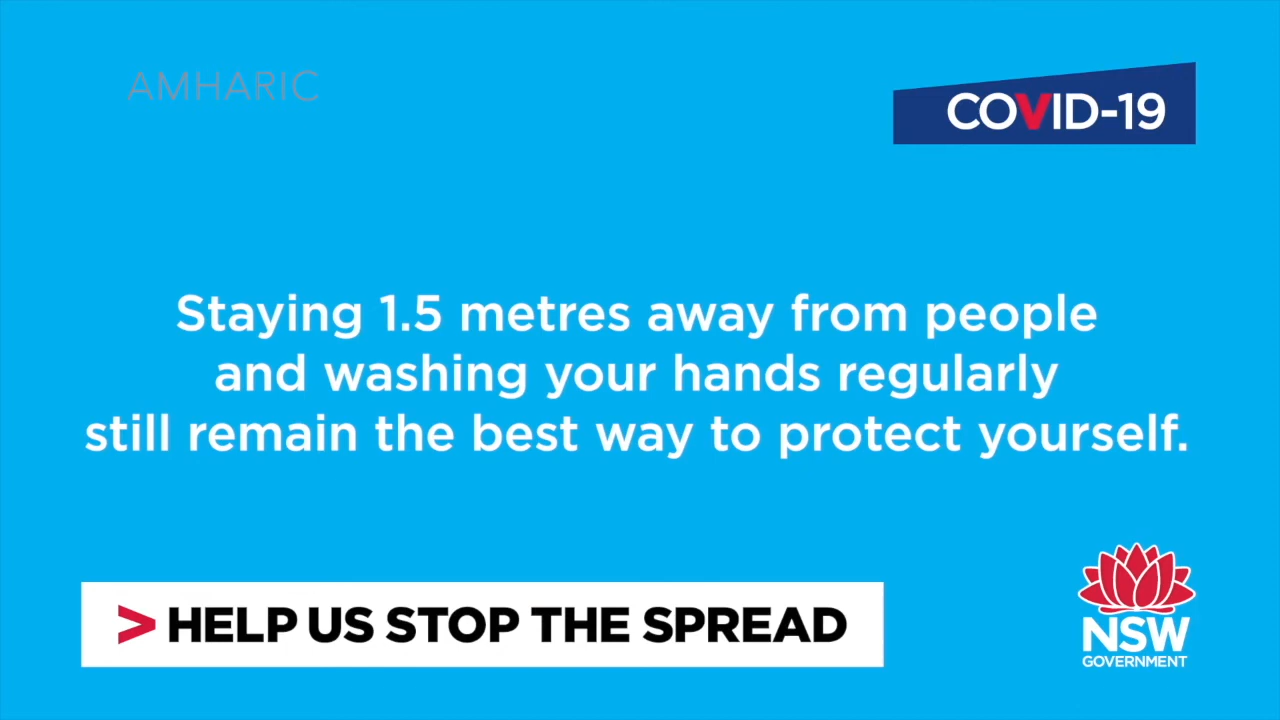 AMHARIC
COVID-19
Staying 1.5 metres away from people
and washing your hands regularly
still remain the best way to protect yourself.
> HELP US STOP THE SPREAD
NSW
GOVERNMENT